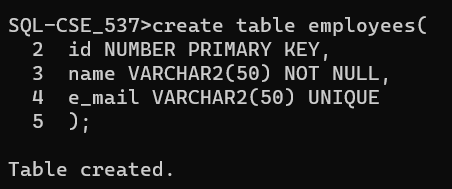 SQL-CSE_537>create table employees(
  2  id NUMBER PRIMARY KEY,
  3  name VARCHAR2(50) NOT NULL,
  4  e_mail VARCHAR2(50) UNIQUE
  5  );
Table created.